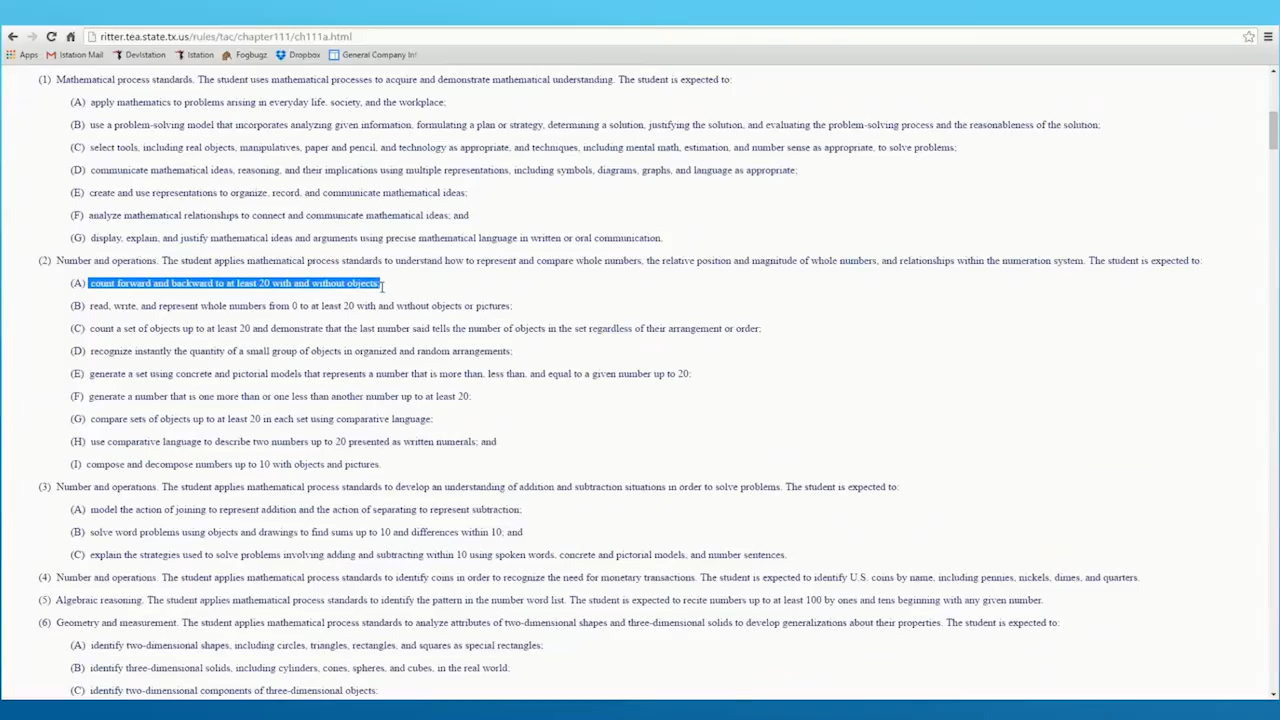 ritter.tea.state.tx.us/rules/tac/chapter111/ch111a.html
Apps Istation Mail DevIstation Istation Fogbugz Dropbox General Company Inf
(1) Mathematical process standards. The student uses mathematical processes to acquire and demonstrate mathematical understanding. The student is expected to:
(A) apply mathematics to problems arising in everyday life, society, and the workplace;
(B) use a problem-solving model that incorporates analyzing given information, formulating a plan or strategy, determining a solution, justifying the solution, and evaluating the problem-solving process and the reasonableness of the solution;
(C) select tools, including real objects, manipulatives, paper and pencil, and technology as appropriate, and techniques, including mental math, estimation, and number sense as appropriate, to solve problems;
(D) communicate mathematical ideas, reasoning, and their implications using multiple representations, including symbols, diagrams, graphs, and language as appropriate;
(E) create and use representations to organize, record, and communicate mathematical ideas;
(F) analyze mathematical relationships to connect and communicate mathematical ideas; and
(G) display, explain, and justify mathematical ideas and arguments using precise mathematical language in written or oral communication.
(2) Number and operations. The student applies mathematical process standards to understand how to represent and compare whole numbers, the relative position and magnitude of whole numbers, and relationships within the numeration system. The student is expected to:
(A) count forward and backward to at least 20 with and without objects;
(B) read, write, and represent whole numbers from 0 to at least 20 with and without objects or pictures;
(C) count a set of objects up to at least 20 and demonstrate that the last number said tells the number of objects in the set regardless of their arrangement or order;
(D) recognize instantly the quantity of a small group of objects in organized and random arrangements;
(E) generate a set using concrete and pictorial models that represents a number that is more than, less than, and equal to a given number up to 20;
(F) generate a number that is one more than or one less than another number up to at least 20;
(G) compare sets of objects up to at least 20 in each set using comparative language;
(H) use comparative language to describe two numbers up to 20 presented as written numerals; and
(I) compose and decompose numbers up to 10 with objects and pictures.
(3) Number and operations. The student applies mathematical process standards to develop an understanding of addition and subtraction situations in order to solve problems. The student is expected to:
(A) model the action of joining to represent addition and the action of separating to represent subtraction;
(B) solve word problems using objects and drawings to find sums up to 10 and differences within 10; and
(C) explain the strategies used to solve problems involving adding and subtracting within 10 using spoken words, concrete and pictorial models, and number sentences.
(4) Number and operations. The student applies mathematical process standards to identify coins in order to recognize the need for monetary transactions. The student is expected to identify U.S. coins by name, including pennies, nickels, dimes, and quarters.
(5) Algebraic reasoning. The student applies mathematical process standards to identify the pattern in the number word list. The student is expected to recite numbers up to at least 100 by ones and tens beginning with any given number.
(6) Geometry and measurement. The student applies mathematical process standards to analyze attributes of two-dimensional shapes and three-dimensional solids to develop generalizations about their properties. The student is expected to:
(A) identify two-dimensional shapes, including circles, triangles, rectangles, and squares as special rectangles;
(B) identify three-dimensional solids, including cylinders, cones, spheres, and cubes, in the real world;
(C) identify two-dimensional components of three-dimensional objects;